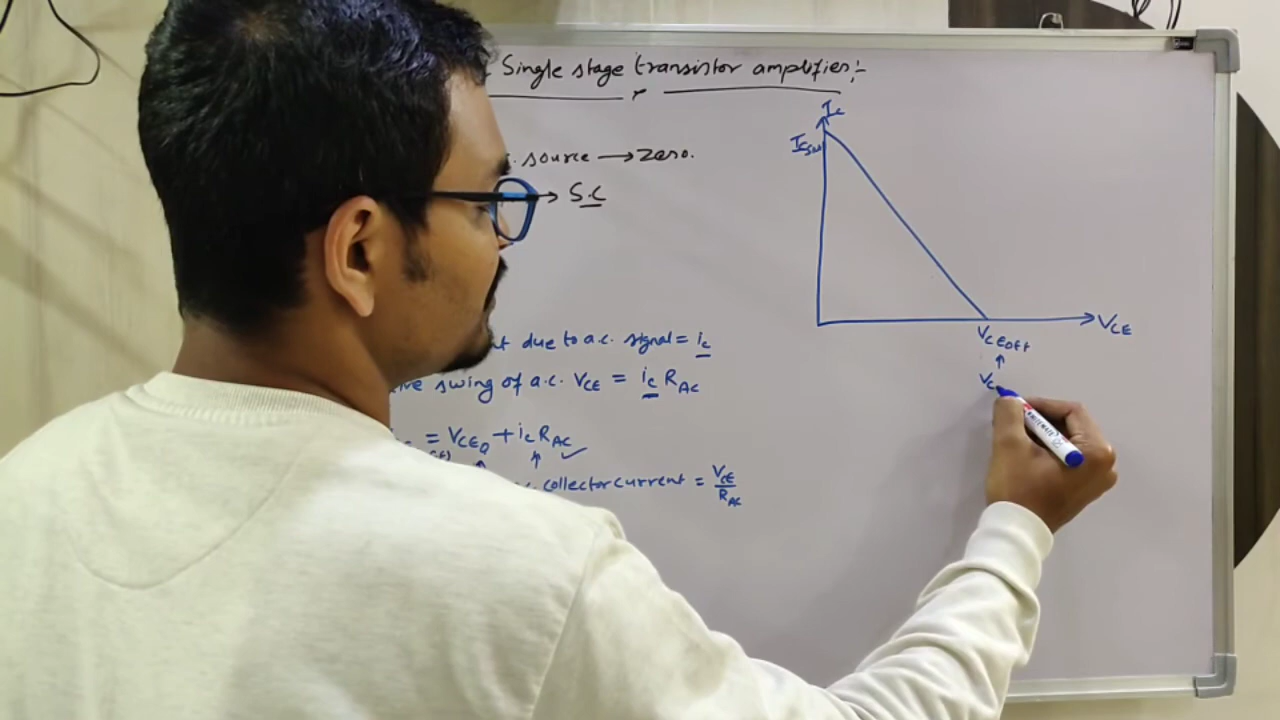 Single stage transistor amplifier:-
source → zero.
→ S.C
due to a.c. signal = ic
swing of a.c. VCE = ic RAC
= VCEQ + ic RAC ✓
collector current = VCE/RAC
Ic
VCE
VCEOFF
↑
VC